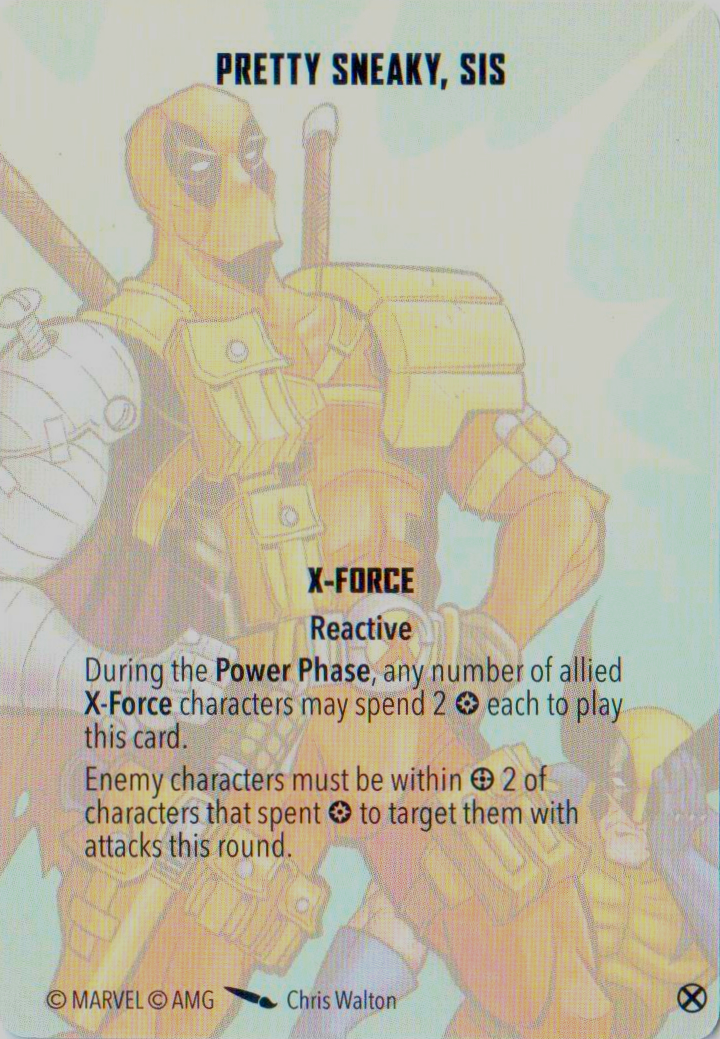 PRETTY SNEAKY, SIS
X-FORCE
Reactive
During the Power Phase, any number of allied
X-Force characters may spend 2 each to play
this card.
Enemy characters must be within 2 of
characters that spent to target them with
attacks this round.
© MARVEL © AMG Chris Walton